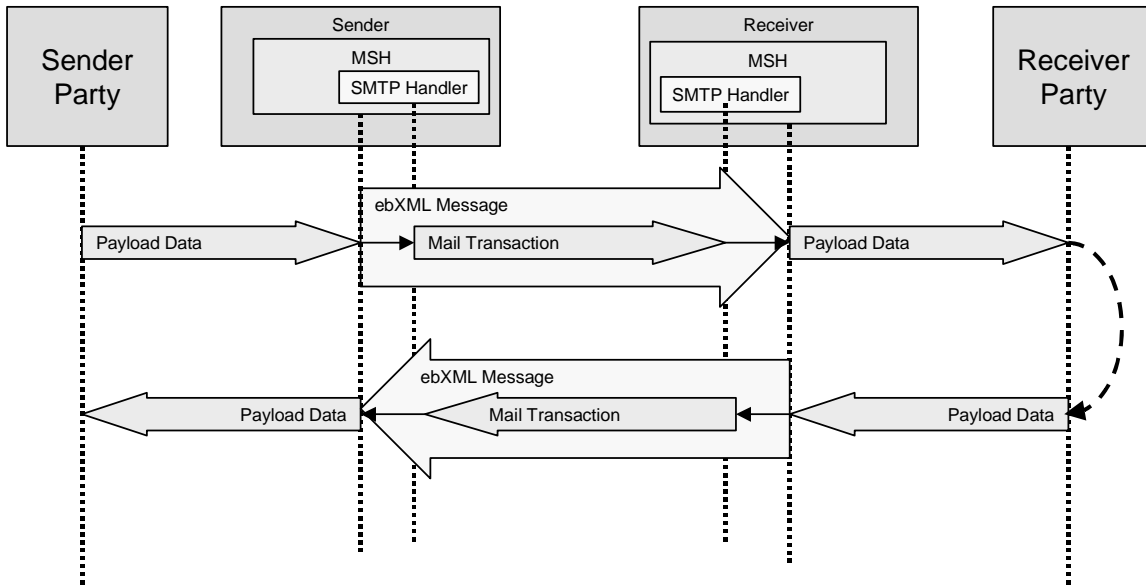 Sender
Party
Sender
MSH
SMTP Handler
Receiver
MSH
SMTP Handler
Receiver
Party
ebXML Message
Payload Data
Mail Transaction
Payload Data
ebXML Message
Payload Data
Mail Transaction
Payload Data